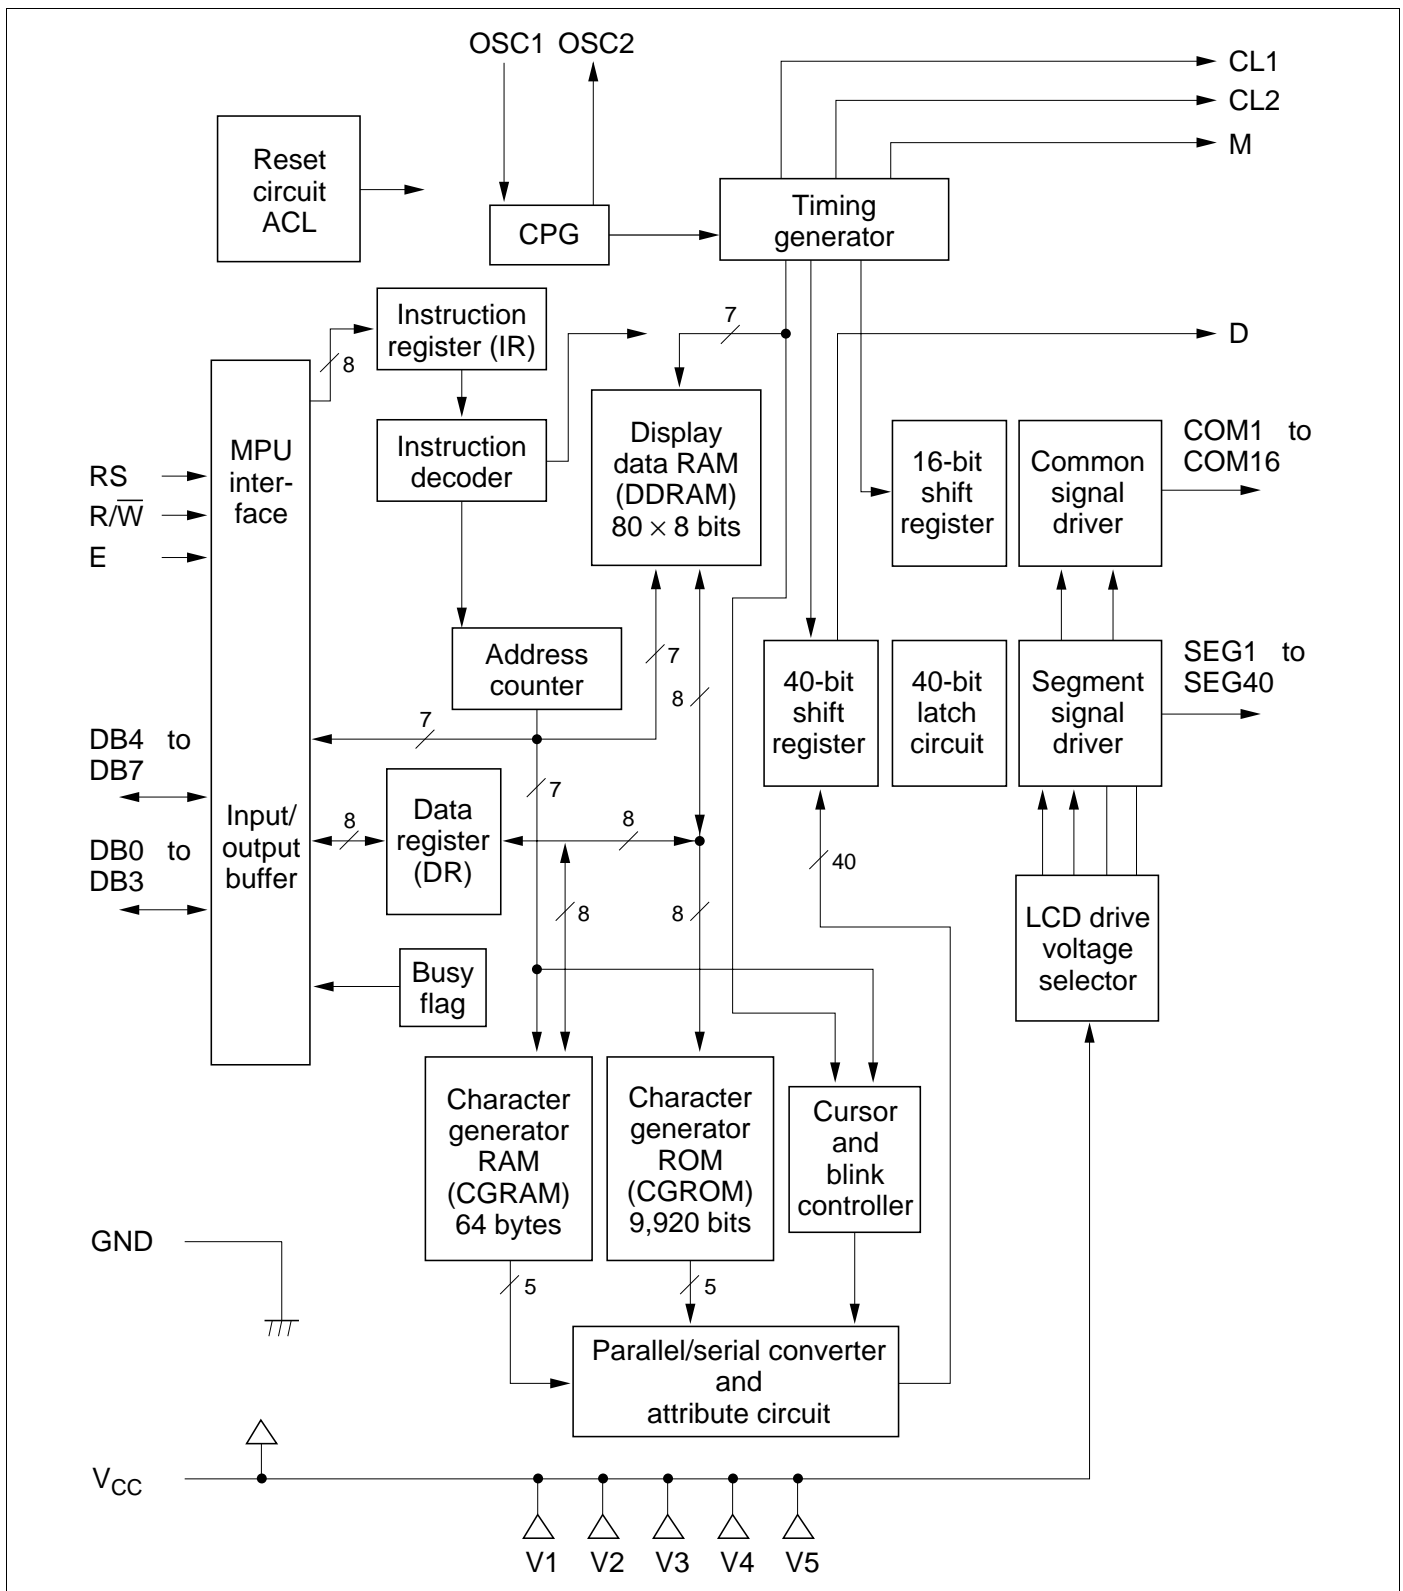 OSC1 OSC2
CL1
CL2
M
Reset
circuit
ACL
CPG
Timing
generator
Instruction
register (IR)
8
7
D
MPU
inter-
face
Instruction
decoder
Display
data RAM
(DDRAM)
80 × 8 bits
16-bit
shift
register
Common
signal
driver
COM1 to
COM16
RS
R/W̅
E
Address
counter
7
8
40-bit
shift
register
40-bit
latch
circuit
Segment
signal
driver
SEG1 to
SEG40
DB4 to
DB7
7
7
Input/
output
buffer
8
Data
register
(DR)
8
DB0 to
DB3
40
8
8
LCD drive
voltage
selector
Busy
flag
Character
generator
RAM
(CGRAM)
64 bytes
Character
generator
ROM
(CGROM)
9,920 bits
Cursor
and
blink
controller
GND
5
5
Parallel/serial converter
and
attribute circuit
VCC
V1 V2 V3 V4 V5